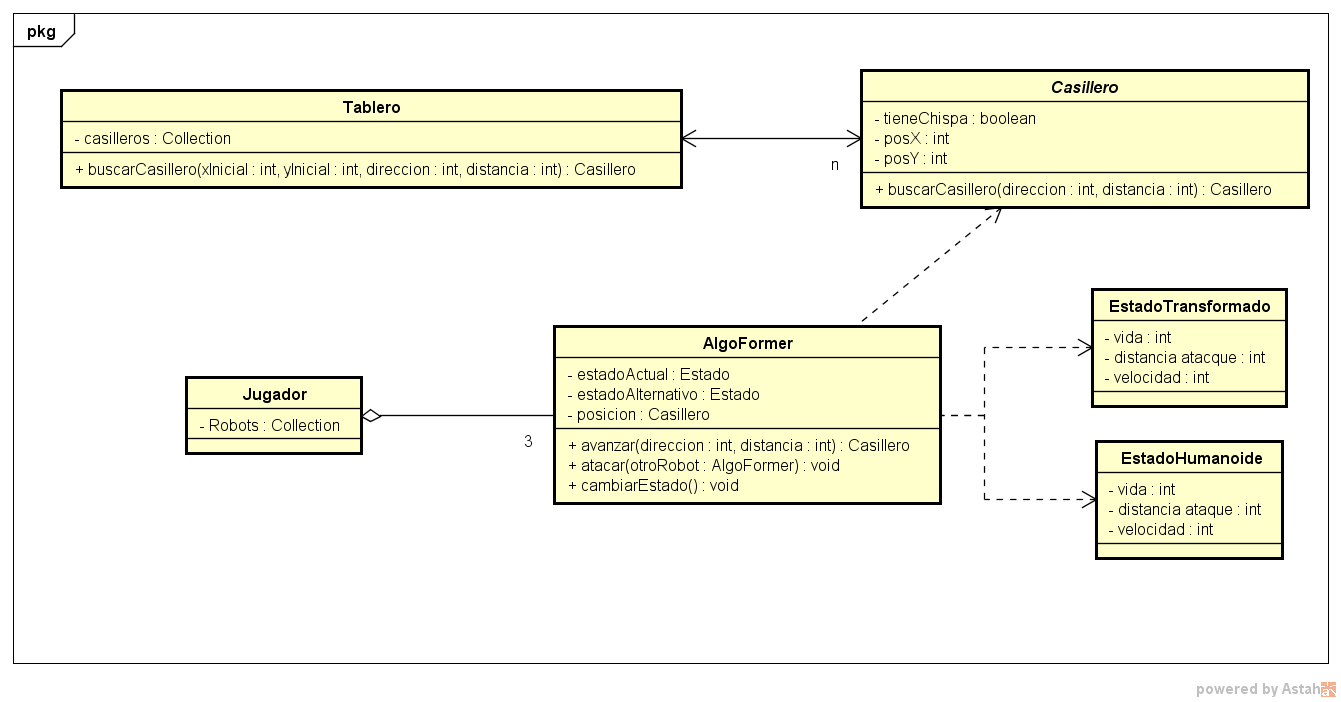 pkg
Tablero
- casilleros : Collection
+ buscarCasillero(xInicial : int, yInicial : int, direccion : int, distancia : int) : Casillero
Casillero
- tieneChispa : boolean
- posX : int
- posY : int
+ buscarCasillero(direccion : int, distancia : int) : Casillero
n
EstadoTransformado
- vida : int
- distancia atacque : int
- velocidad : int
AlgoFormer
- estadoActual : Estado
- estadoAlternativo : Estado
- posicion : Casillero
+ avanzar(direccion : int, distancia : int) : Casillero
+ atacar(otroRobot : AlgoFormer) : void
+ cambiarEstado() : void
Jugador
- Robots : Collection
3
EstadoHumanoide
- vida : int
- distancia ataque : int
- velocidad : int
powered by Astah